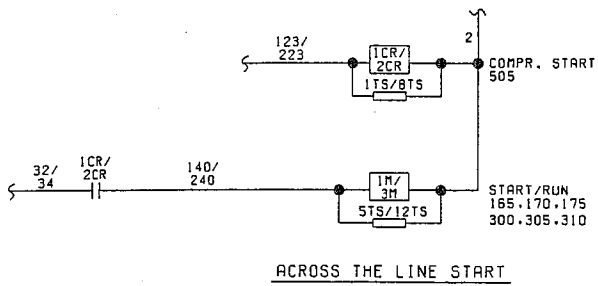 2
123/
223
1CR/
2CR
COMPR. START
505
1TS/8TS
32/
34
1CR/
2CR
140/
240
1M/
3M
START/RUN
165.170.175
300.305.310
5TS/12TS
ACROSS THE LINE START